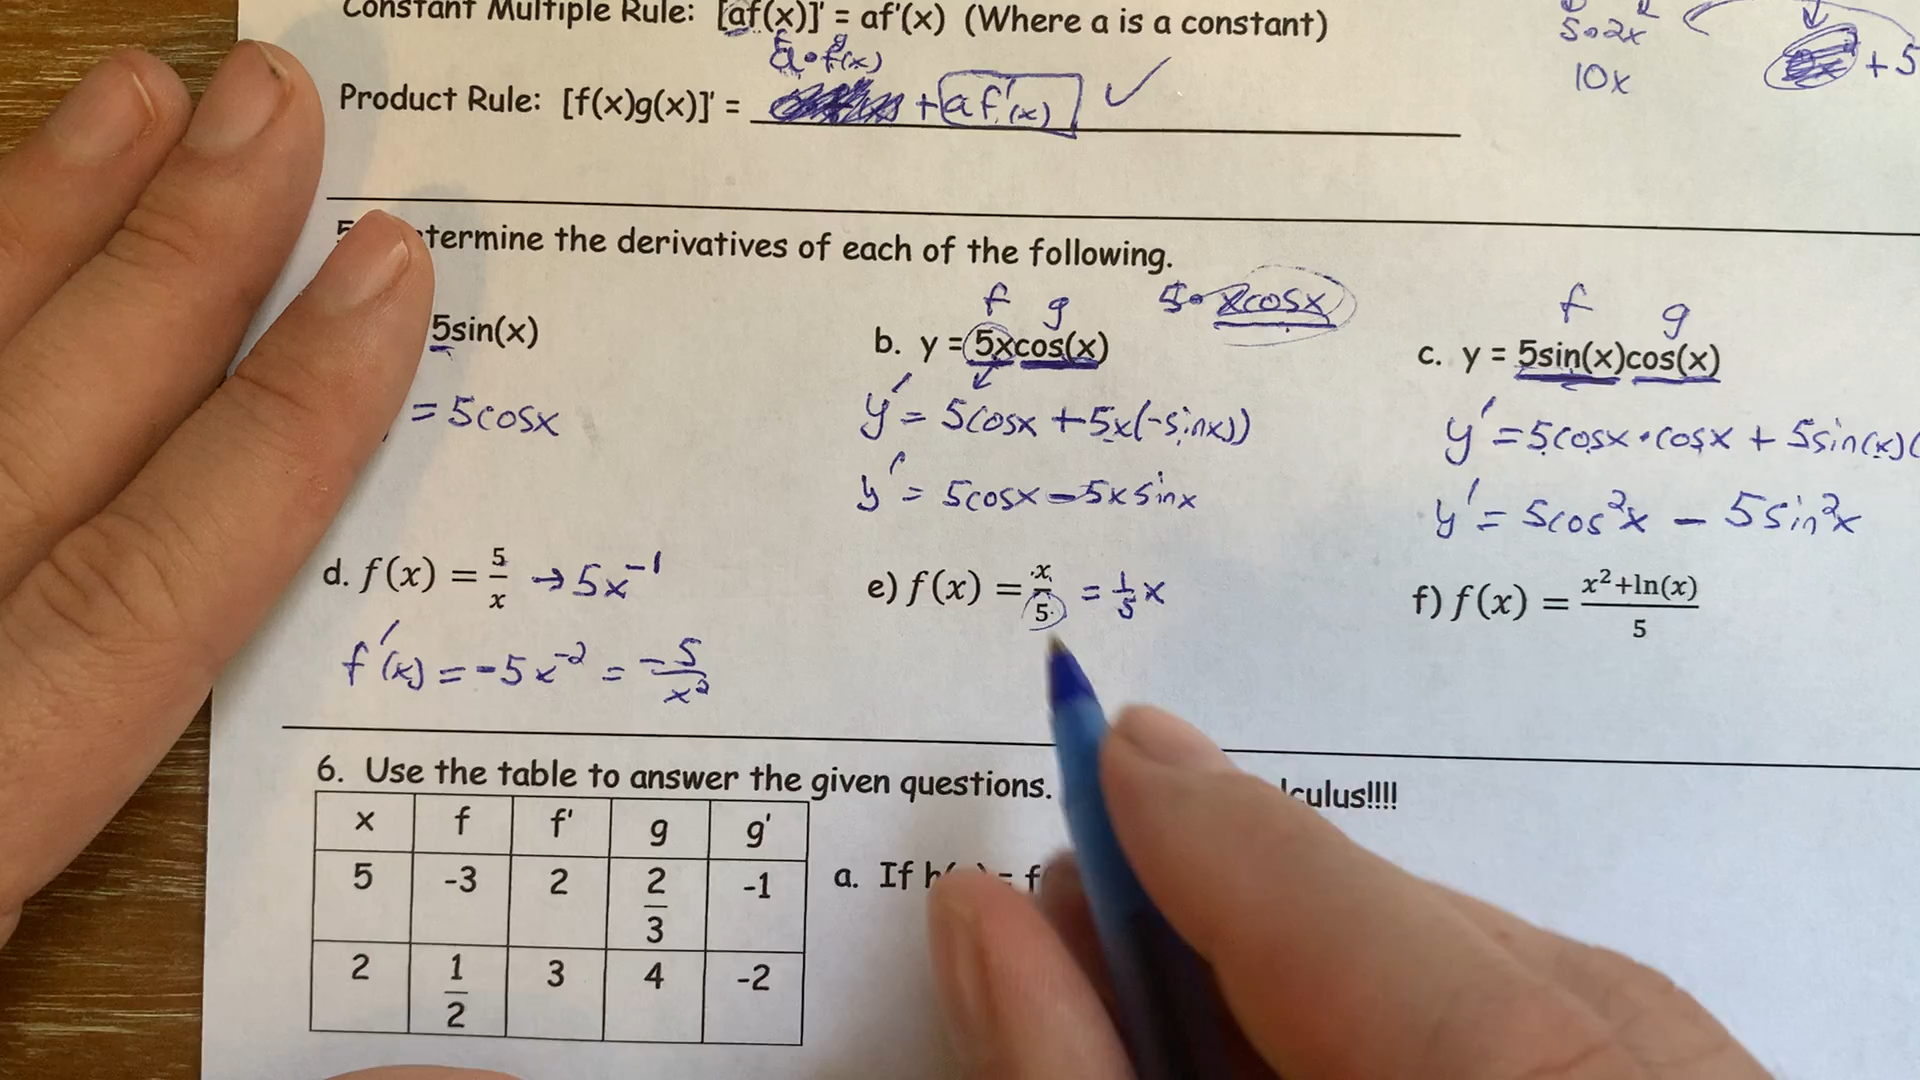 Constant Multiple Rule: [af(x)]' = af'(x) (Where a is a constant)
5·2x
10x
+ 5
f g
a·f(x)
Product Rule: [f(x)g(x)]' = + af'(x) ✓
5. termine the derivatives of each of the following.
5sin(x)
= 5cosx
f g
5·xcosx
b. y = 5xcos(x)
y' = 5cosx + 5x(-sinx))
y' = 5cosx - 5xsinx
f g
c. y = 5sin(x)cos(x)
y' = 5cosx·cosx + 5sin(x)(
y' = 5cos²x - 5sin²x
d. f(x) = 5/x → 5x⁻¹
f'(x) = -5x⁻² = -5/x²
e) f(x) = x/5 = 1/5 x
f) f(x) = x²+ln(x)/5
6. Use the table to answer the given questions. lculus!!!!
x f f' g g'
5 -3 2 2/3 -1
2 1/2 3 4 -2
a. If h( ) = f